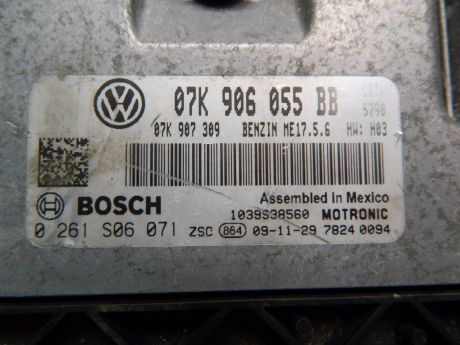 07K 906 055 BB
07K 907 309 BENZIN ME17.5.6 HW: H03
5750
Assembled in Mexico
BOSCH 1039S38560 MOTRONIC
0 261 S06 071 ZSC 864 09-11-29 7824 0094